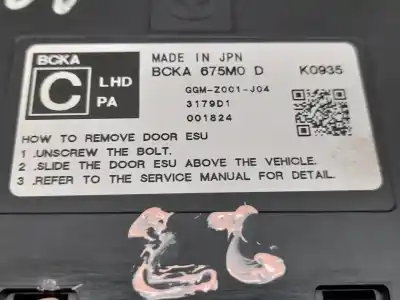 BCKA
C
LHD
PA
MADE IN JPN
BCKA 675M0 D
K0935
GGM-Z001-J04
3179D1
001824
HOW TO REMOVE DOOR ESU
1 .UNSCREW THE BOLT.
2 .SLIDE THE DOOR ESU ABOVE THE VEHICLE.
3 .REFER TO THE SERVICE MANUAL FOR DETAIL.